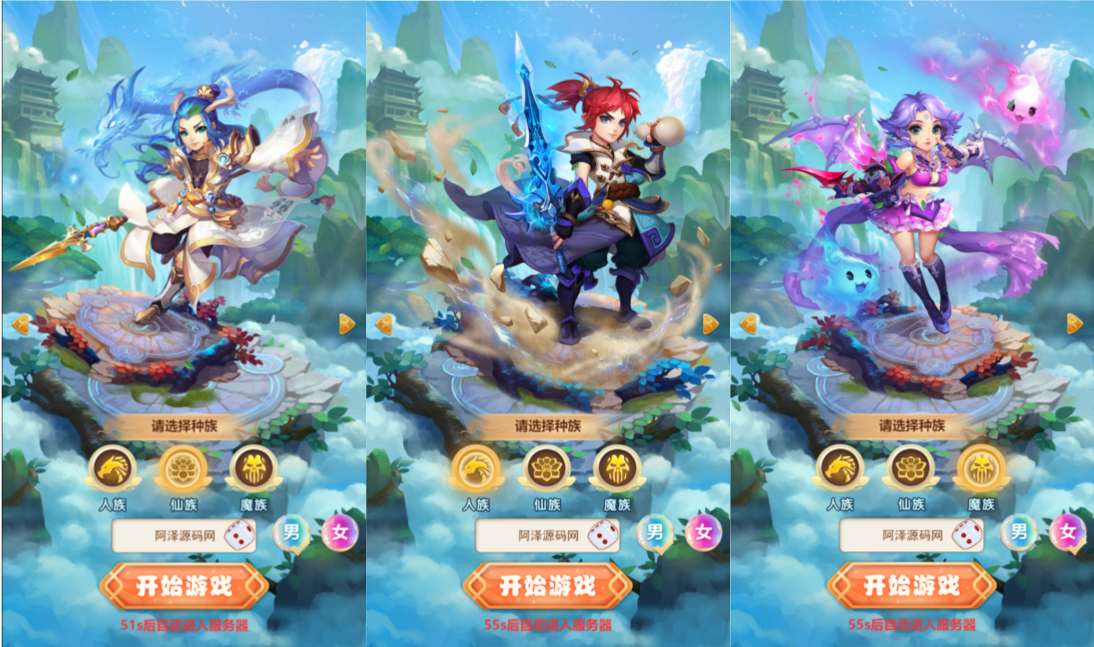 请选择种族
人族
仙族
魔族
阿泽源码网
男
女
开始游戏
51s后自动进入服务器
请选择种族
人族
仙族
魔族
阿泽源码网
男
女
开始游戏
55s后自动进入服务器
请选择种族
人族
仙族
魔族
阿泽源码网
男
女
开始游戏
55s后自动进入服务器